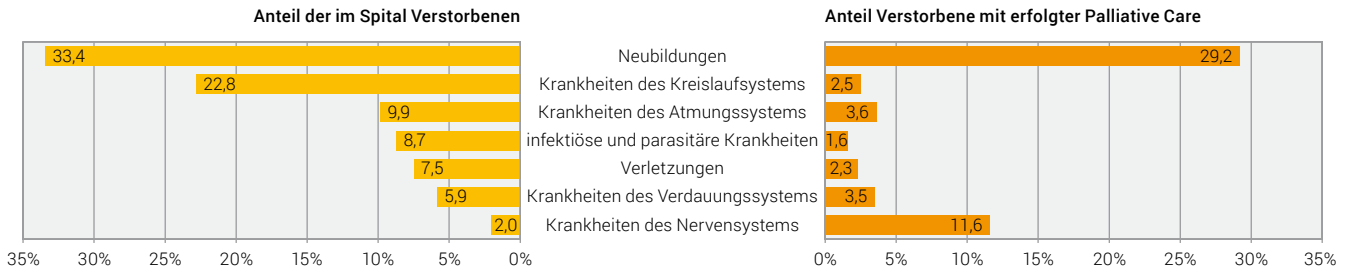 Anteil der im Spital Verstorbenen
Anteil Verstorbene mit erfolgter Palliative Care
33,4 Neubildungen 29,2
22,8 Krankheiten des Kreislaufsystems 2,5
9,9 Krankheiten des Atmungssystems 3,6
8,7 infektiöse und parasitäre Krankheiten 1,6
7,5 Verletzungen 2,3
5,9 Krankheiten des Verdauungssystems 3,5
2,0 Krankheiten des Nervensystems 11,6
35% 30% 25% 20% 15% 10% 5% 0% 0% 5% 10% 15% 20% 25% 30% 35%